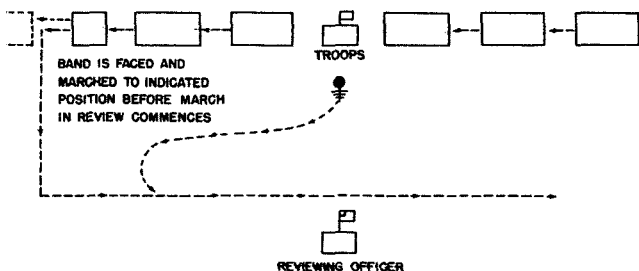 TROOPS
BAND IS FACED AND
MARCHED TO INDICATED
POSITION BEFORE MARCH
IN REVIEW COMMENCES
REVIEWING OFFICER